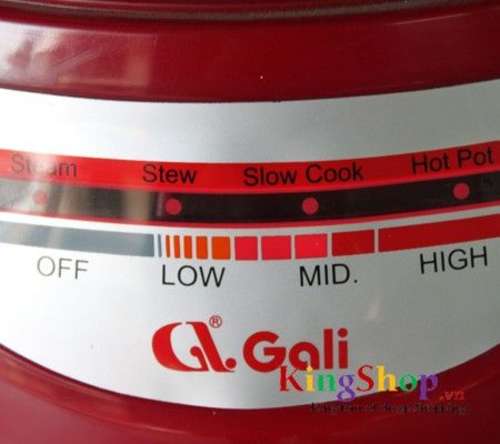 Steam Stew Slow Cook Hot Pot
OFF LOW MID. HIGH
® Gali
KingShop.vn